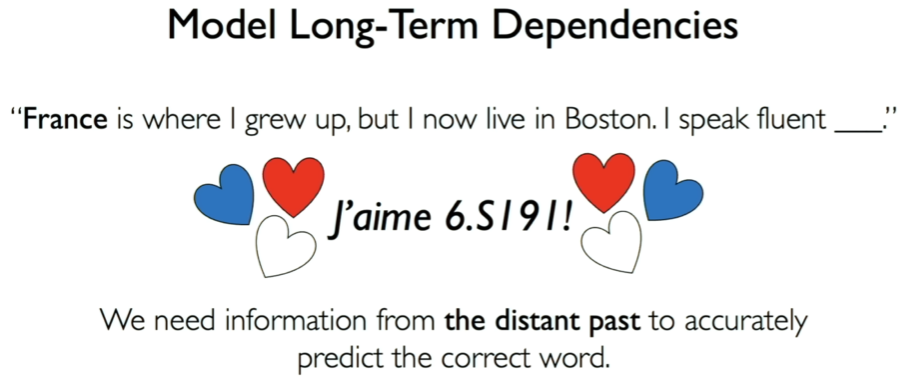 Model Long-Term Dependencies
“France is where I grew up, but I now live in Boston. I speak fluent ___.”
J’aime 6.S191!
We need information from the distant past to accurately
predict the correct word.